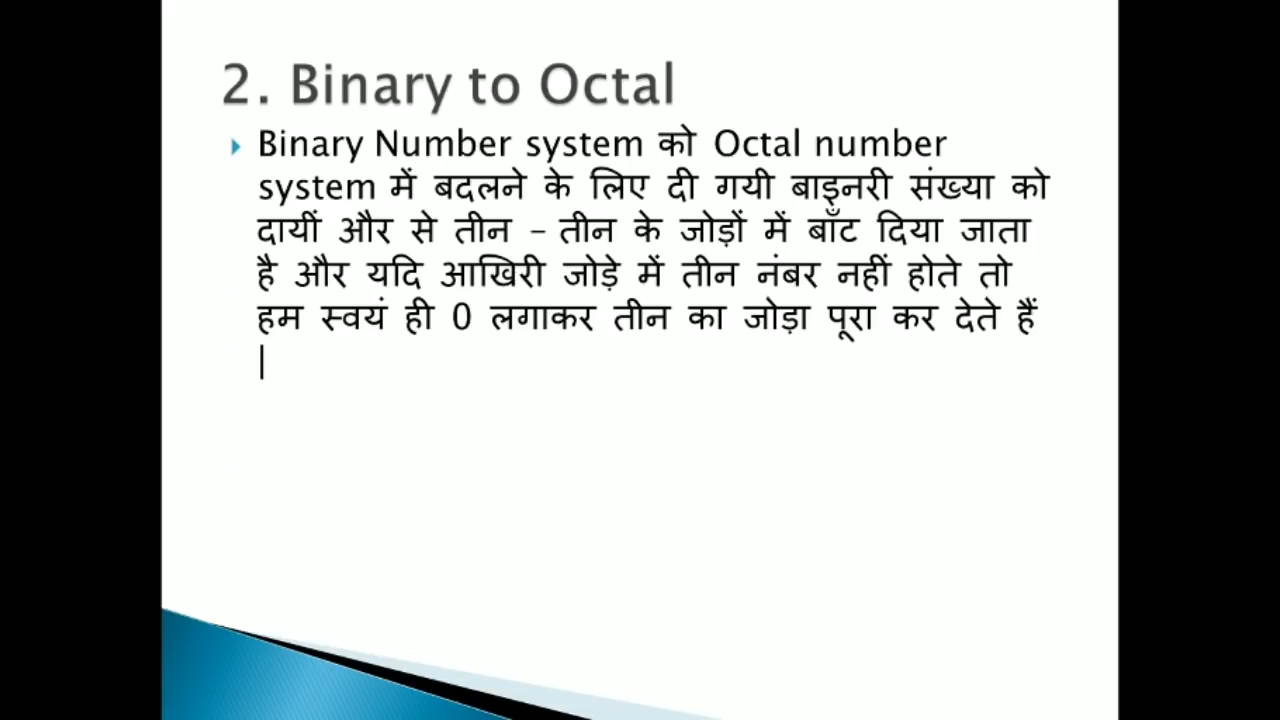 2. Binary to Octal
Binary Number system को Octal number
system में बदलने के लिए दी गयी बाइनरी संख्या को
दायीं और से तीन – तीन के जोड़ों में बाँट दिया जाता
है और यदि आखिरी जोड़े में तीन नंबर नहीं होते तो
हम स्वयं ही 0 लगाकर तीन का जोड़ा पूरा कर देते हैं
|